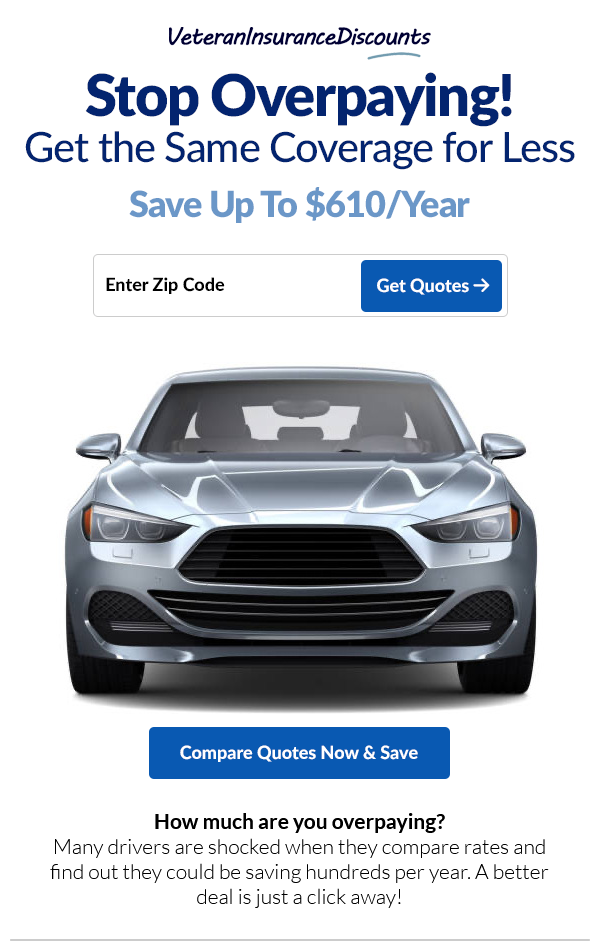 VeteranInsuranceDiscounts
Stop Overpaying!
Get the Same Coverage for Less
Save Up To $610/Year
Enter Zip Code
Get Quotes →
Compare Quotes Now & Save
How much are you overpaying?
Many drivers are shocked when they compare rates and
find out they could be saving hundreds per year. A better
deal is just a click away!